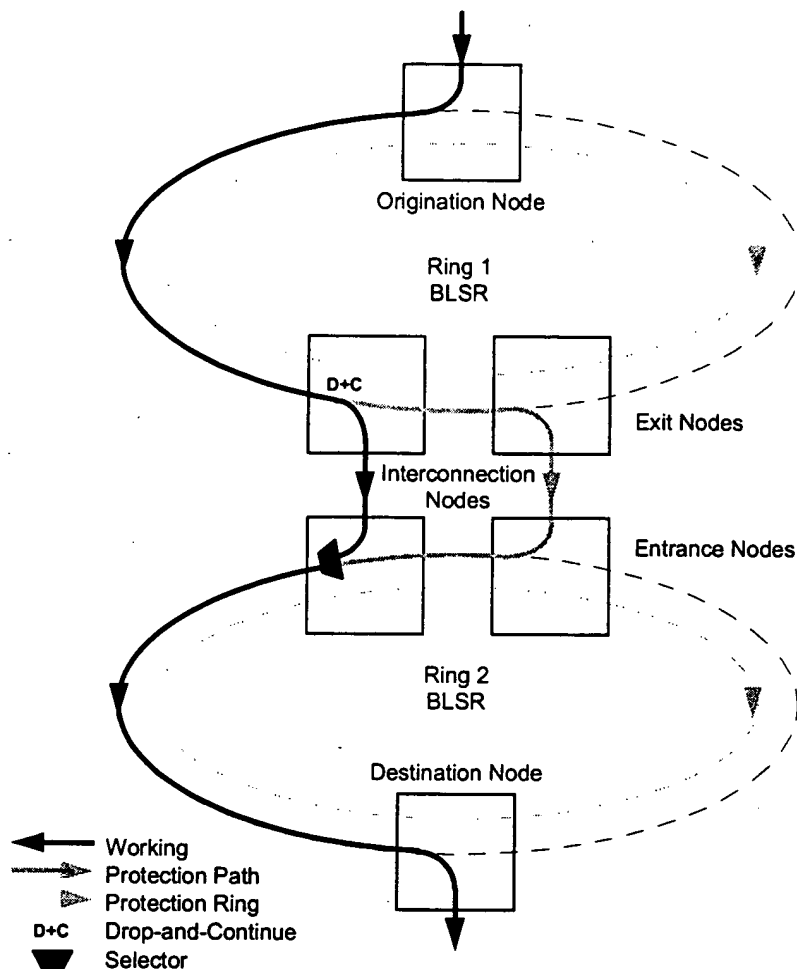 Origination Node
Ring 1
BLSR
D+C
Exit Nodes
Interconnection
Nodes
Entrance Nodes
Ring 2
BLSR
Destination Node
Working
Protection Path
Protection Ring
D+C Drop-and-Continue
Selector